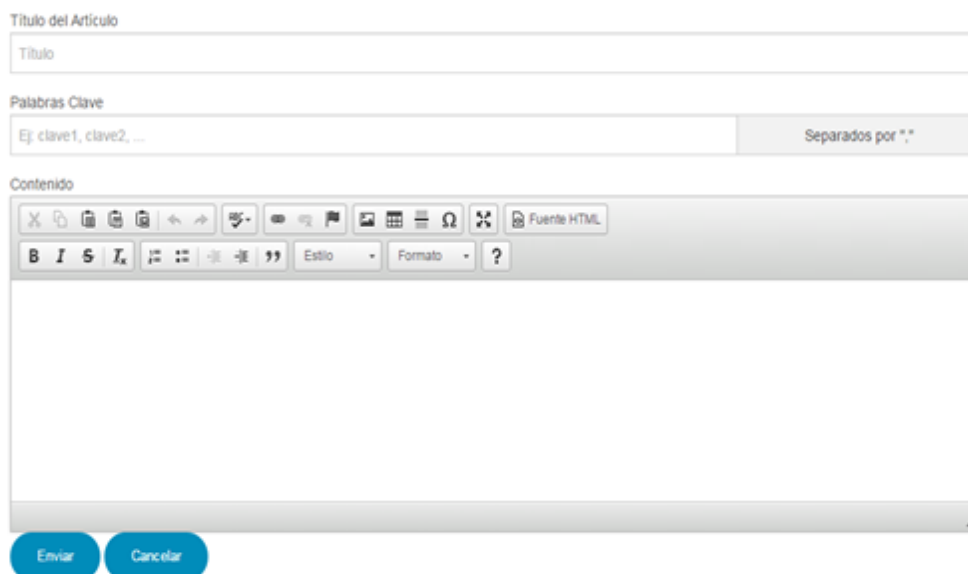 Título del Artículo
Título
Palabras Clave
Ej: clave1, clave2, ...
Separados por ","
Contenido
Fuente HTML
B I S Tx Estilo Formato ?
Enviar Cancelar